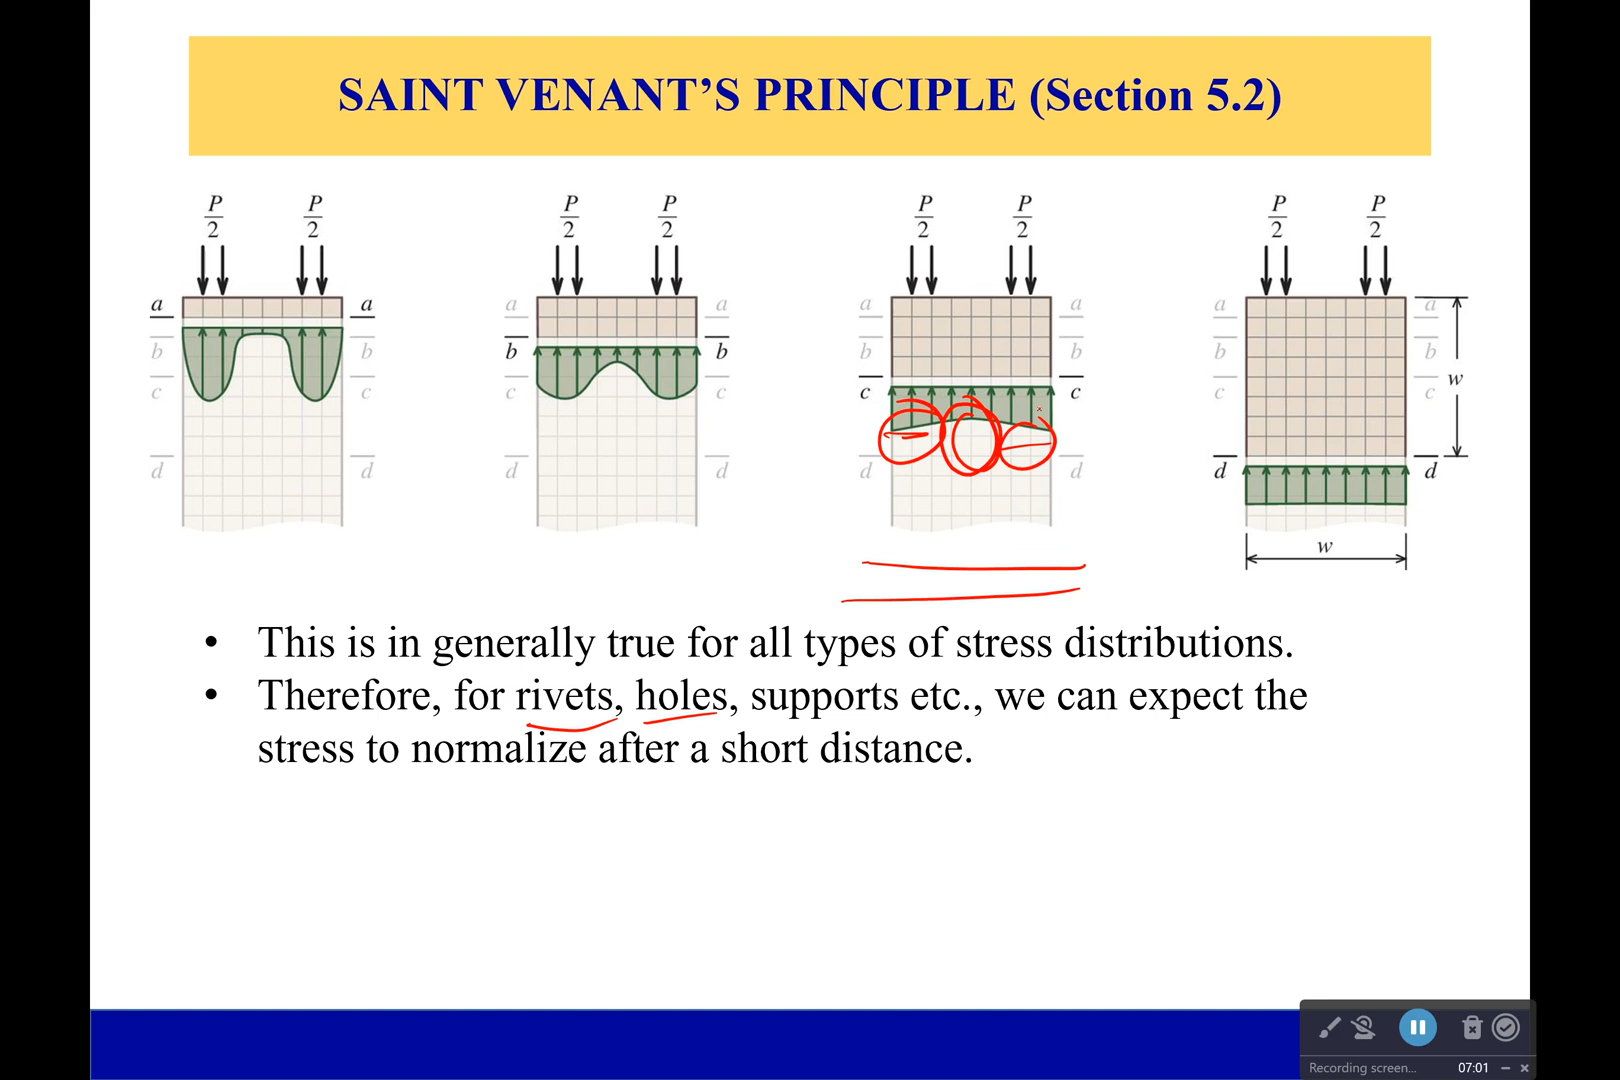 SAINT VENANT’S PRINCIPLE (Section 5.2)
P P P P P P P P
2 2 2 2 2 2 2 2
a a a a a a a a
b b b b b b b b
c c c c c c c c
w
d d d d d d d d
w
• This is in generally true for all types of stress distributions.
• Therefore, for rivets, holes, supports etc., we can expect the
stress to normalize after a short distance.
Recording screen... 07:01